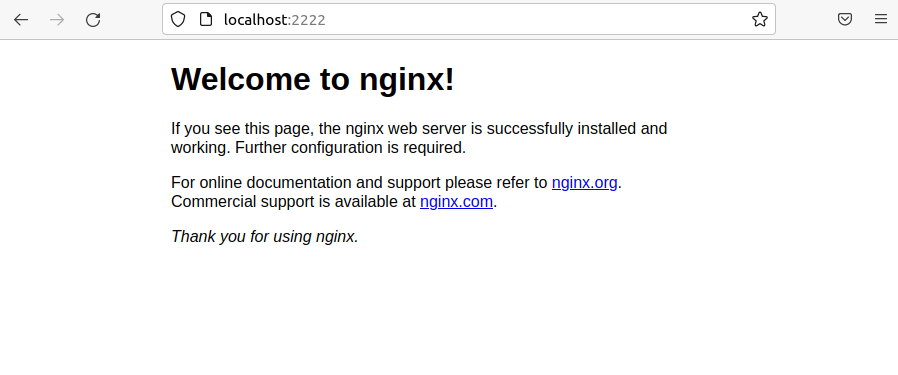 localhost:2222
Welcome to nginx!
If you see this page, the nginx web server is successfully installed and
working. Further configuration is required.
For online documentation and support please refer to nginx.org.
Commercial support is available at nginx.com.
Thank you for using nginx.